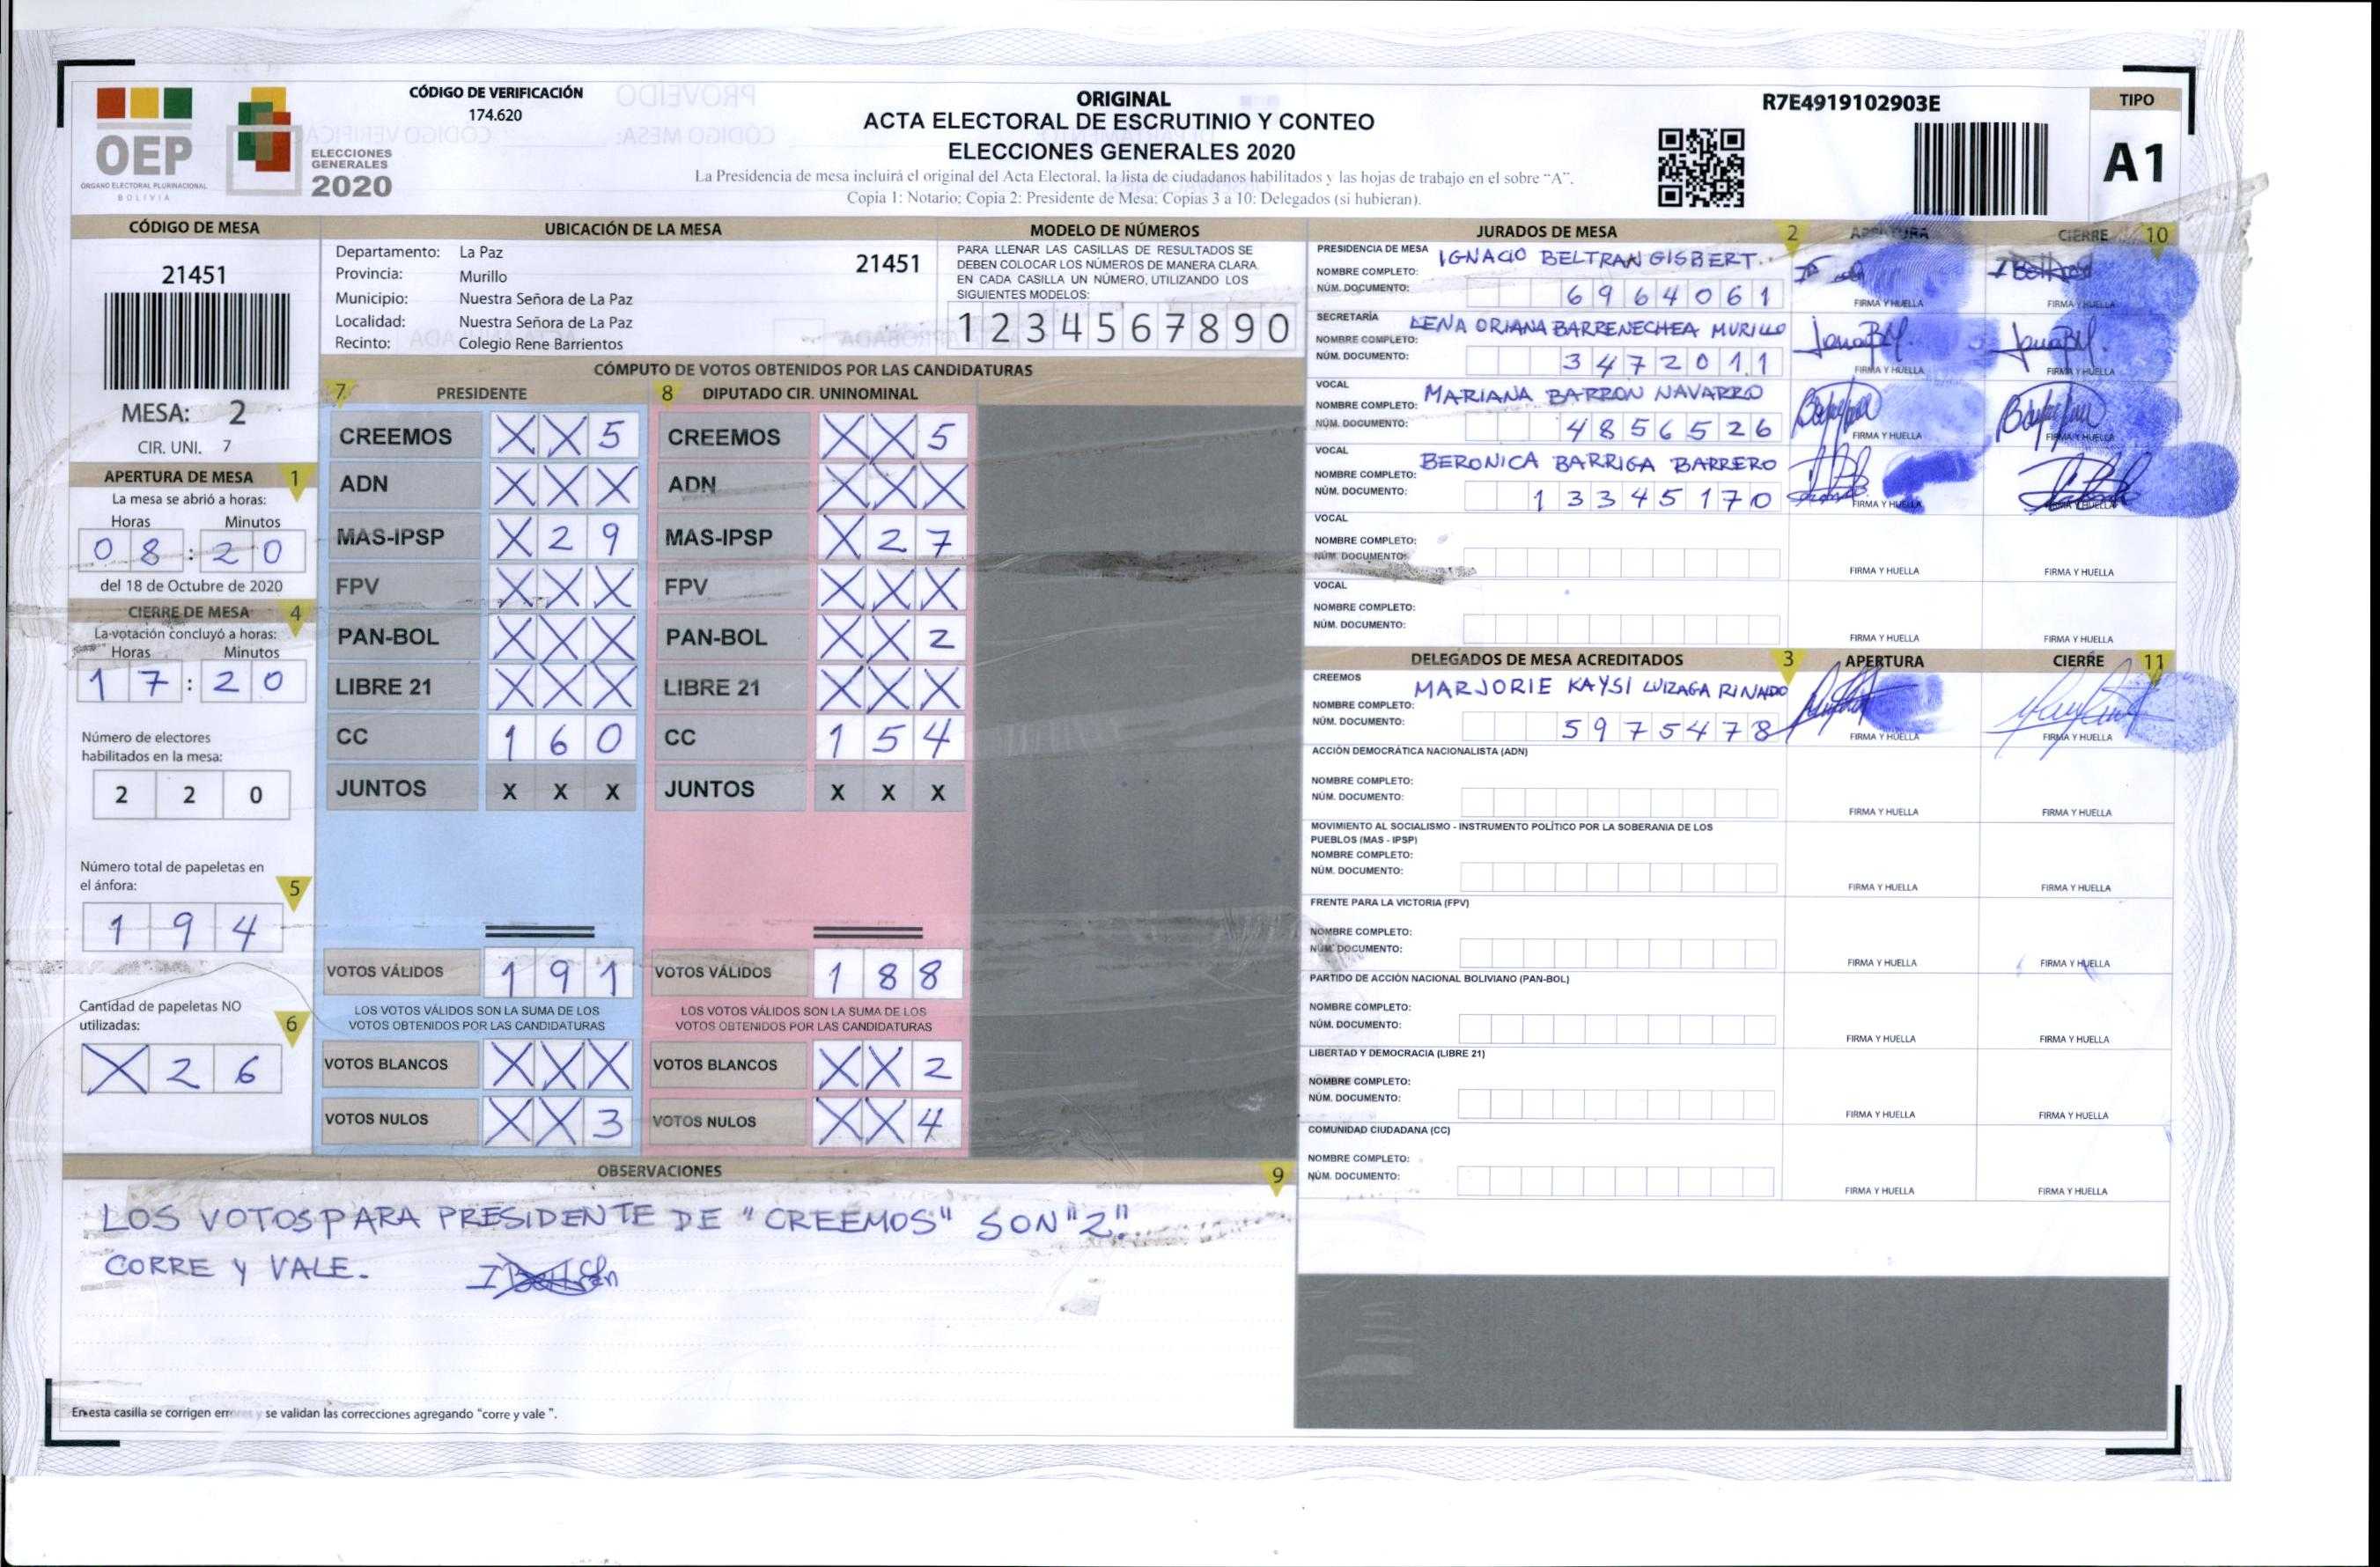 CÓDIGO DE VERIFICACIÓN
174.620
OEP
ÓRGANO ELECTORAL PLURINACIONAL
BOLIVIA
ELECCIONES
GENERALES
2020
ORIGINAL
ACTA ELECTORAL DE ESCRUTINIO Y CONTEO
ELECCIONES GENERALES 2020
La Presidencia de mesa incluirá el original del Acta Electoral, la lista de ciudadanos habilitados y las hojas de trabajo en el sobre “A”.
Copia 1: Notario; Copia 2: Presidente de Mesa; Copias 3 a 10: Delegados (si hubieran).
R7E4919102903E
TIPO
A1
CÓDIGO DE MESA
21451
MESA: 2
CIR. UNI. 7
APERTURA DE MESA 1
La mesa se abrió a horas:
Horas Minutos
08 : 20
del 18 de Octubre de 2020
CIERRE DE MESA 4
La votación concluyó a horas:
Horas Minutos
17 : 20
Número de electores
habilitados en la mesa:
2 2 0
Número total de papeletas en
el ánfora: 5
1 9 4
Cantidad de papeletas NO
utilizadas: 6
X 2 6
UBICACIÓN DE LA MESA
Departamento: La Paz 21451
Provincia: Murillo
Municipio: Nuestra Señora de La Paz
Localidad: Nuestra Señora de La Paz
Recinto: Colegio Rene Barrientos
MODELO DE NÚMEROS
PARA LLENAR LAS CASILLAS DE RESULTADOS SE
DEBEN COLOCAR LOS NÚMEROS DE MANERA CLARA
EN CADA CASILLA UN NÚMERO, UTILIZANDO LOS
SIGUIENTES MODELOS:
1 2 3 4 5 6 7 8 9 0
CÓMPUTO DE VOTOS OBTENIDOS POR LAS CANDIDATURAS
7 PRESIDENTE 8 DIPUTADO CIR. UNINOMINAL
CREEMOS X X 5 CREEMOS X X 5
ADN X X X ADN X X X
MAS-IPSP X 2 9 MAS-IPSP X 2 7
FPV X X X FPV X X X
PAN-BOL X X X PAN-BOL X X 2
LIBRE 21 X X X LIBRE 21 X X X
CC 1 6 0 CC 1 5 4
JUNTOS X X X JUNTOS X X X
VOTOS VÁLIDOS 1 9 1 VOTOS VÁLIDOS 1 8 8
LOS VOTOS VÁLIDOS SON LA SUMA DE LOS LOS VOTOS VÁLIDOS SON LA SUMA DE LOS
VOTOS OBTENIDOS POR LAS CANDIDATURAS VOTOS OBTENIDOS POR LAS CANDIDATURAS
VOTOS BLANCOS X X X VOTOS BLANCOS X X 2
VOTOS NULOS X X 3 VOTOS NULOS X X 4
OBSERVACIONES 9
LOS VOTOS PARA PRESIDENTE DE "CREEMOS" SON "2".
CORRE Y VALE.
En esta casilla se corrigen errores y se validan las correcciones agregando "corre y vale ".
JURADOS DE MESA 2 APERTURA CIERRE 10
PRESIDENCIA DE MESA
NOMBRE COMPLETO: IGNACIO BELTRAN GISBERT.
NÚM. DOCUMENTO: 6964061 FIRMA Y HUELLA FIRMA Y HUELLA
SECRETARÍA
NOMBRE COMPLETO: LENA ORIANA BARRENECHEA MURILLO
NÚM. DOCUMENTO: 3472011 FIRMA Y HUELLA FIRMA Y HUELLA
VOCAL
NOMBRE COMPLETO: MARIANA BARRON NAVARRO
NÚM. DOCUMENTO: 4856526 FIRMA Y HUELLA FIRMA Y HUELLA
VOCAL
NOMBRE COMPLETO: BERONICA BARRIGA BARRERO
NÚM. DOCUMENTO: 13345170 FIRMA Y HUELLA FIRMA Y HUELLA
VOCAL
NOMBRE COMPLETO:
NÚM. DOCUMENTO: FIRMA Y HUELLA FIRMA Y HUELLA
VOCAL
NOMBRE COMPLETO:
NÚM. DOCUMENTO: FIRMA Y HUELLA FIRMA Y HUELLA
DELEGADOS DE MESA ACREDITADOS 3 APERTURA CIERRE 11
CREEMOS
NOMBRE COMPLETO: MARJORIE KAYSI LUIZAGA RINADO
NÚM. DOCUMENTO: 5975478 FIRMA Y HUELLA FIRMA Y HUELLA
ACCIÓN DEMOCRÁTICA NACIONALISTA (ADN)
NOMBRE COMPLETO:
NÚM. DOCUMENTO: FIRMA Y HUELLA FIRMA Y HUELLA
MOVIMIENTO AL SOCIALISMO - INSTRUMENTO POLÍTICO POR LA SOBERANIA DE LOS
PUEBLOS (MAS - IPSP)
NOMBRE COMPLETO:
NÚM. DOCUMENTO: FIRMA Y HUELLA FIRMA Y HUELLA
FRENTE PARA LA VICTORIA (FPV)
NOMBRE COMPLETO:
NÚM. DOCUMENTO: FIRMA Y HUELLA FIRMA Y HUELLA
PARTIDO DE ACCIÓN NACIONAL BOLIVIANO (PAN-BOL)
NOMBRE COMPLETO:
NÚM. DOCUMENTO: FIRMA Y HUELLA FIRMA Y HUELLA
LIBERTAD Y DEMOCRACIA (LIBRE 21)
NOMBRE COMPLETO:
NÚM. DOCUMENTO: FIRMA Y HUELLA FIRMA Y HUELLA
COMUNIDAD CIUDADANA (CC)
NOMBRE COMPLETO:
NÚM. DOCUMENTO: FIRMA Y HUELLA FIRMA Y HUELLA